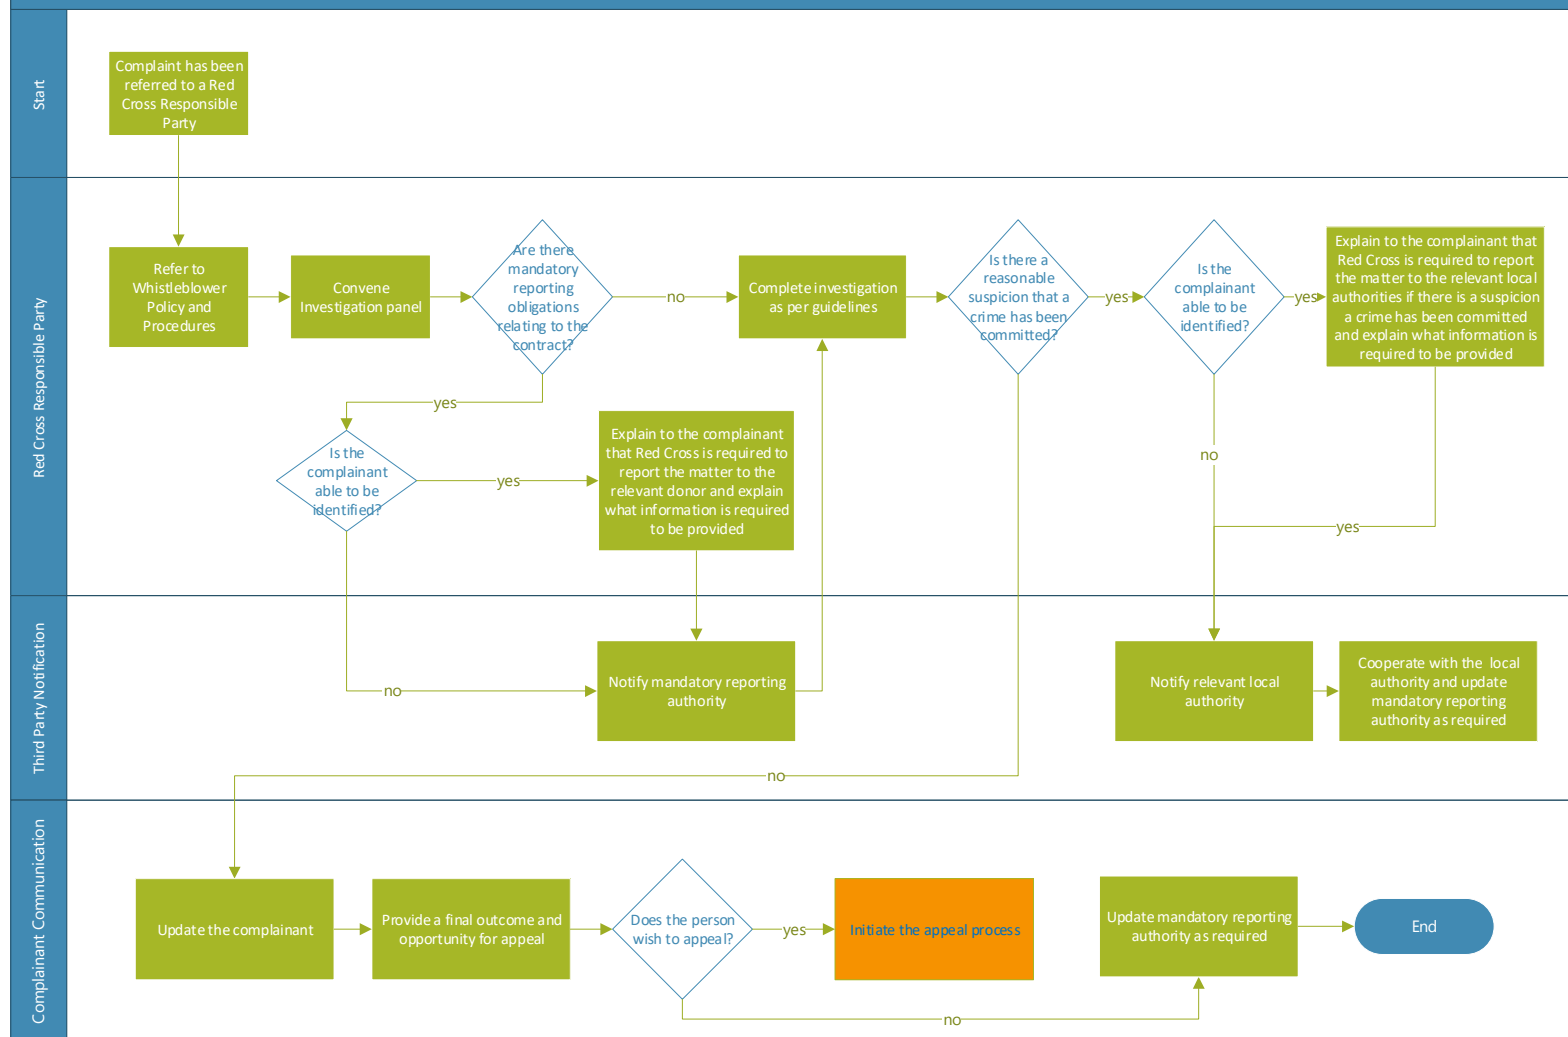 Start
Complaint has been
referred to a Red
Cross Responsible
Party
Red Cross Responsible Party
Refer to
Whistleblower
Policy and
Procedures
Convene
Investigation panel
Are there
mandatory
reporting
obligations
relating to the
contract?
no
Complete investigation
as per guidelines
Is there a
reasonable
suspicion that a
crime has been
committed?
yes
Is the
complainant
able to be
identified?
yes
Explain to the complainant that
Red Cross is required to report
the matter to the relevant local
authorities if there is a suspicion
a crime has been committed
and explain what information is
required to be provided
yes
Is the
complainant
able to be
identified?
yes
Explain to the complainant
that Red Cross is required to
report the matter to the
relevant donor and explain
what information is required
to be provided
no
yes
Third Party Notification
no
Notify mandatory reporting
authority
Notify relevant local
authority
Cooperate with the  local
authority and update
mandatory reporting
authority as required
no
Complainant Communication
Update the complainant
Provide a final outcome and
opportunity for appeal
Does the person
wish to appeal?
yes
Initiate the appeal process
Update mandatory reporting
authority as required
End
no